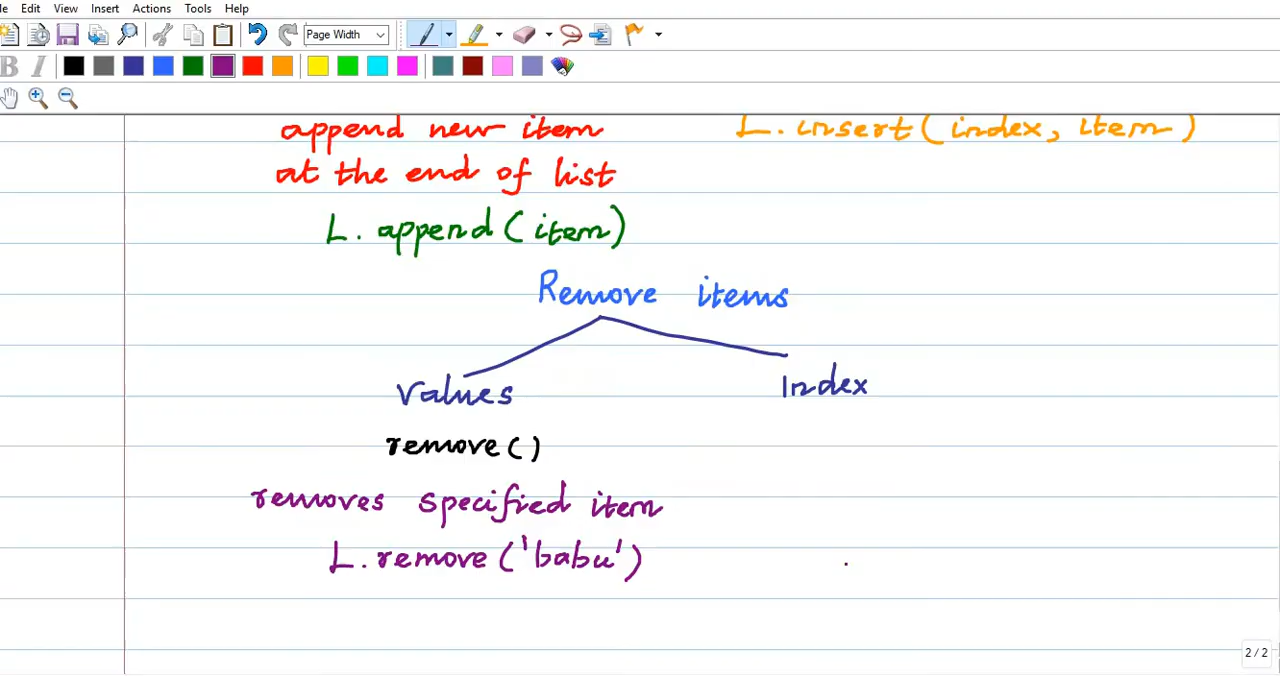 le Edit View Insert Actions Tools Help
Page Width
B I
append new item
L.insert(index, item)
at the end of list
L.append(item)
Remove items
Values
Index
remove()
removes specified item
L.remove('babu')
2 / 2